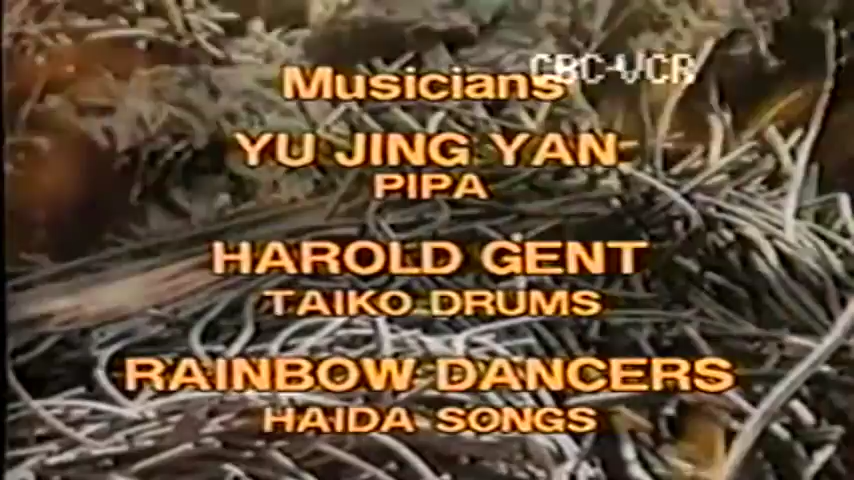 CBC-VCR
Musicians
YU JING YAN
PIPA
HAROLD GENT
TAIKO DRUMS
RAINBOW DANCERS
HAIDA SONGS